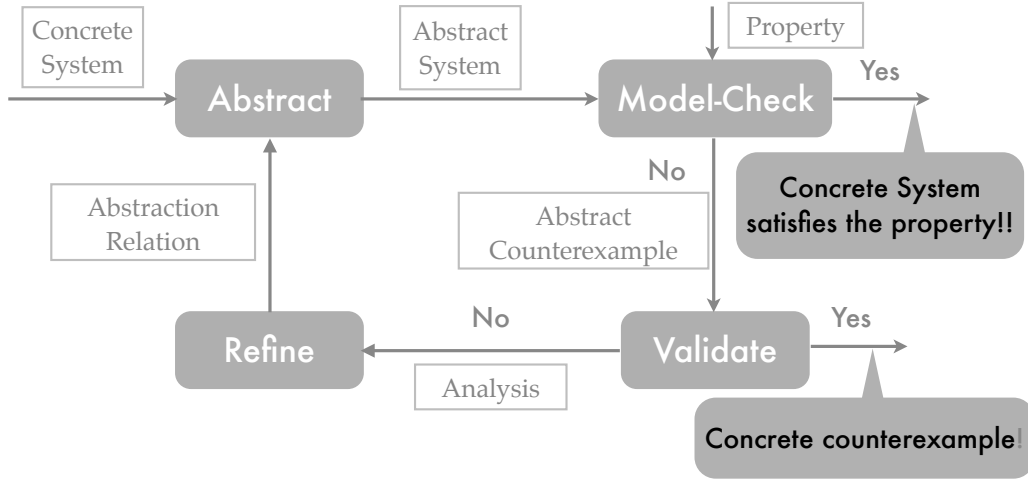 Concrete
System
Abstract
System
Property
Abstract
Model-Check
Yes
No
Concrete System
satisfies the property!!
Abstraction
Relation
Abstract
Counterexample
Refine
No
Validate
Yes
Analysis
Concrete counterexample!